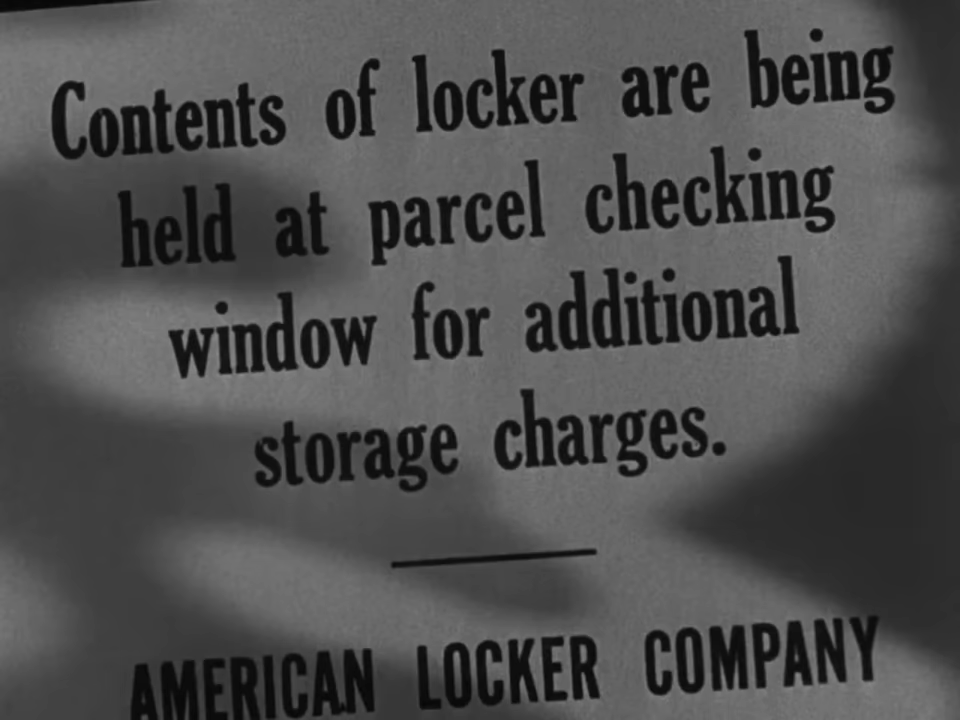 Contents of locker are being
held at parcel checking
window for additional
storage charges.
AMERICAN LOCKER COMPANY